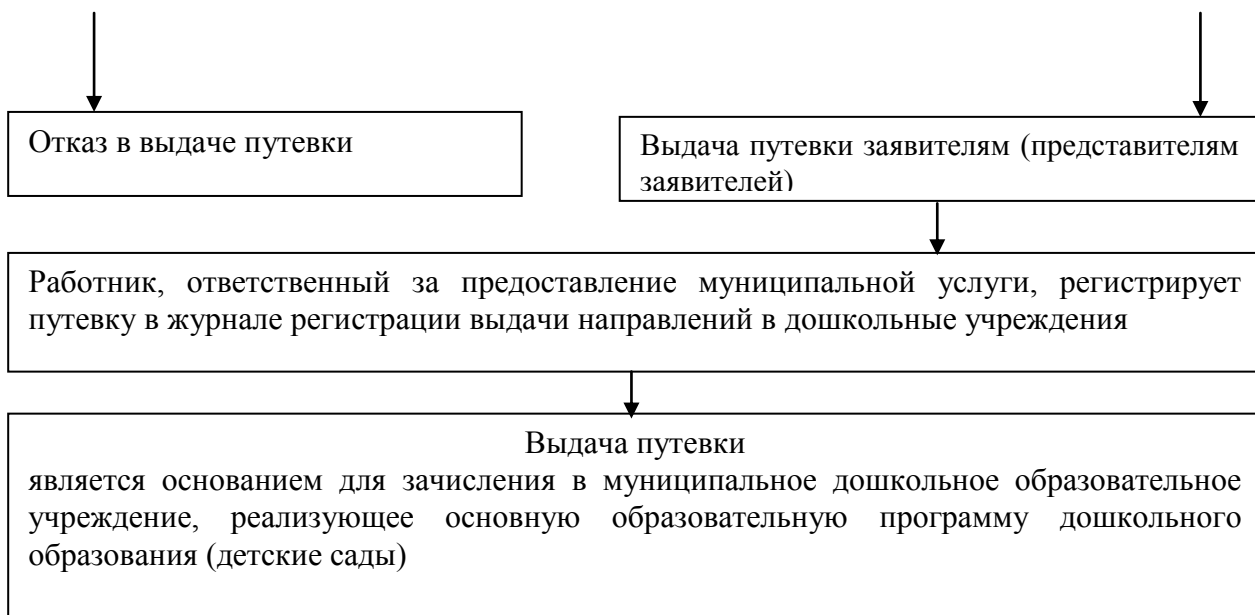 Отказ в выдаче путевки
Выдача путевки заявителям (представителям
заявителей)
Работник, ответственный за предоставление муниципальной услуги, регистрирует
путевку в журнале регистрации выдачи направлений в дошкольные учреждения
Выдача путевки
является основанием для зачисления в муниципальное дошкольное образовательное
учреждение, реализующее основную образовательную программу дошкольного
образования (детские сады)